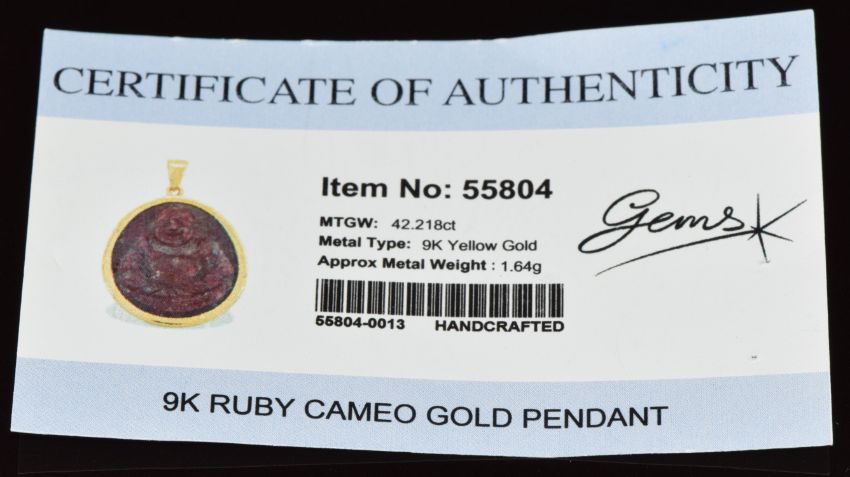 CERTIFICATE OF AUTHENTICITY
Item No: 55804
MTGW: 42.218ct
Metal Type: 9K Yellow Gold
Approx Metal Weight : 1.64g
Gems
55804-0013 HANDCRAFTED
9K RUBY CAMEO GOLD PENDANT